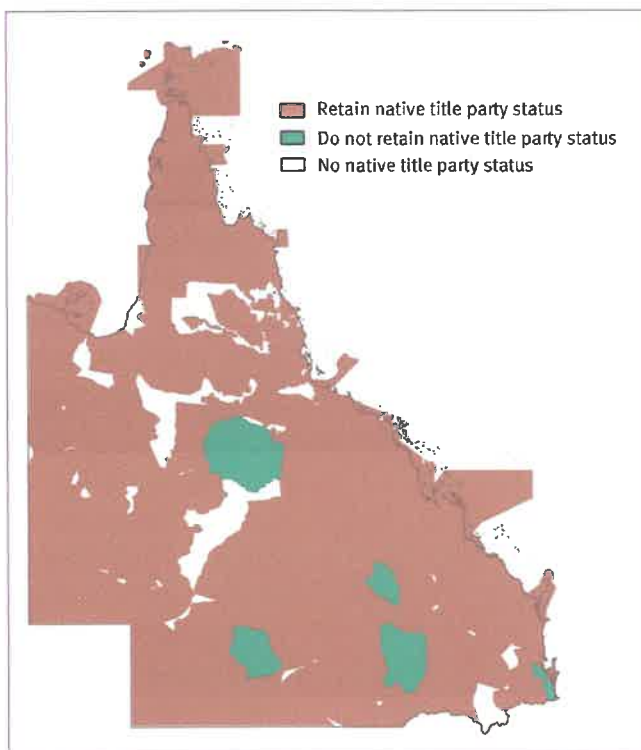 Retain native title party status
Do not retain native title party status
No native title party status